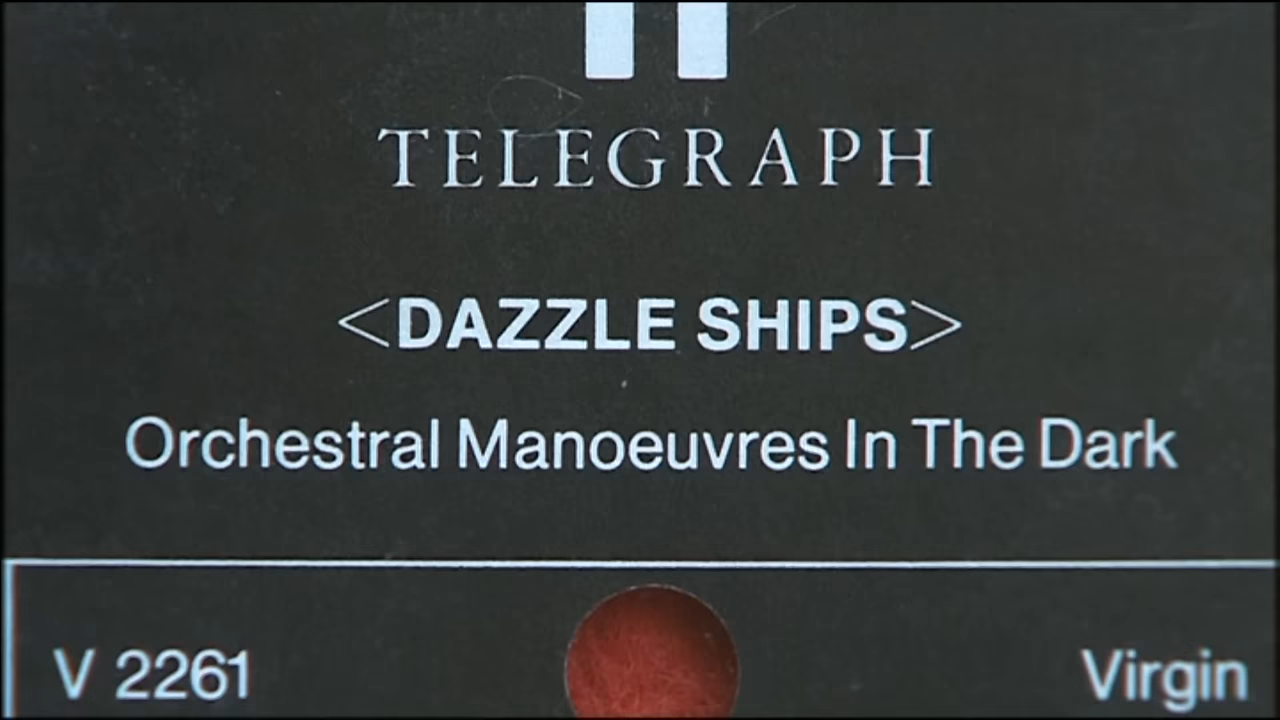 TELEGRAPH
<DAZZLE SHIPS>
Orchestral Manoeuvres In The Dark
V 2261
Virgin